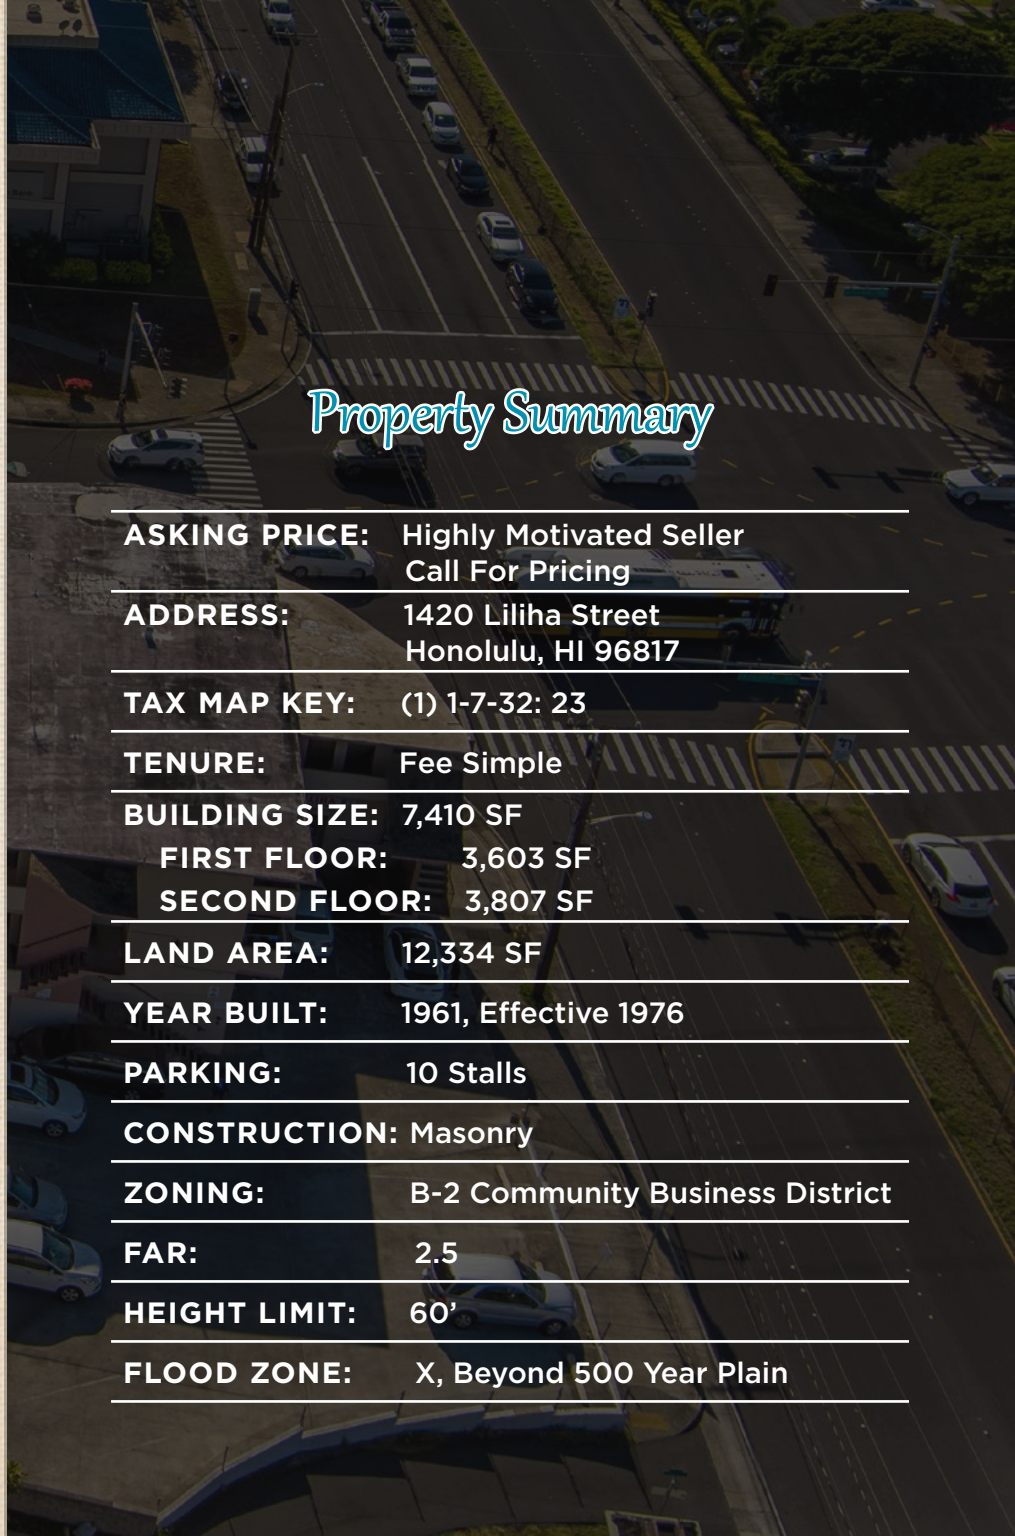 Property Summary
ASKING PRICE: Highly Motivated Seller
Call For Pricing
ADDRESS: 1420 Liliha Street
Honolulu, HI 96817
TAX MAP KEY: (1) 1-7-32: 23
TENURE: Fee Simple
BUILDING SIZE: 7,410 SF
FIRST FLOOR: 3,603 SF
SECOND FLOOR: 3,807 SF
LAND AREA: 12,334 SF
YEAR BUILT: 1961, Effective 1976
PARKING: 10 Stalls
CONSTRUCTION: Masonry
ZONING: B-2 Community Business District
FAR: 2.5
HEIGHT LIMIT: 60’
FLOOD ZONE: X, Beyond 500 Year Plain